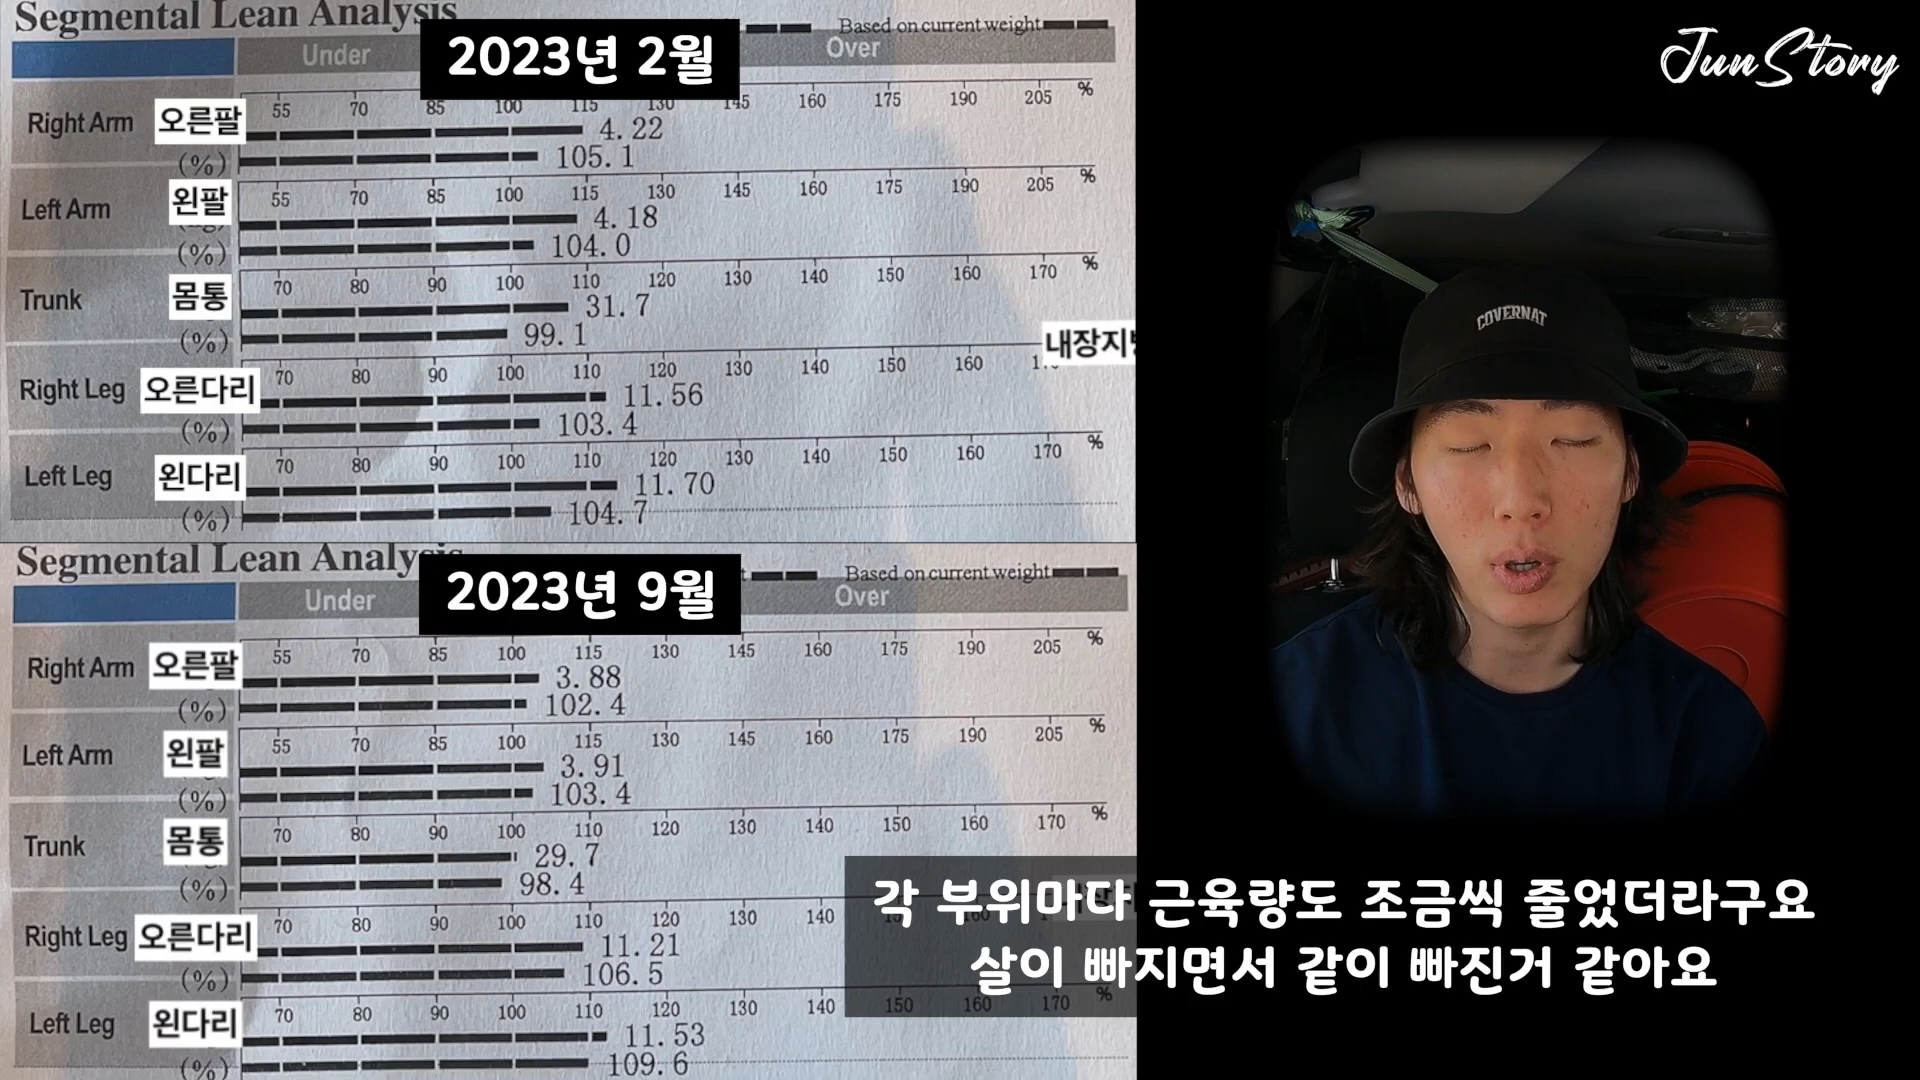 Segmental Lean Analysis
2023년 2월
Based on current weight
Under
Over
55 70 85 100 115 130 145 160 175 190 205 %
Right Arm 오른팔
4.22
(%) 105.1
55 70 85 100 115 130 145 160 175 190 205 %
Left Arm 왼팔
4.18
(%) 104.0
70 80 90 100 110 120 130 140 150 160 170 %
Trunk 몸통
31.7
(%) 99.1
내장지
70 80 90 100 110 120 130 140 150 160
Right Leg 오른다리
11.56
(%) 103.4
70 80 90 100 110 120 130 140 150 160 170 %
Left Leg 왼다리
11.70
(%) 104.7
Segmental Lean Analysis
2023년 9월
Based on current weight
Under
Over
55 70 85 100 115 130 145 160 175 190 205 %
Right Arm 오른팔
3.88
(%) 102.4
55 70 85 100 115 130 145 160 175 190 205 %
Left Arm 왼팔
3.91
(%) 103.4
70 80 90 100 110 120 130 140 150 160 170 %
Trunk 몸통
29.7
(%) 98.4
70 80 90 100 110 120 130 140 150 160
Right Leg 오른다리
11.21
(%) 106.5
70 80 90 100 110 120 130 140 150 160 170 %
Left Leg 왼다리
11.53
(%) 109.6
JunStory
COVERNAT
각 부위마다 근육량도 조금씩 줄었더라구요
살이 빠지면서 같이 빠진거 같아요